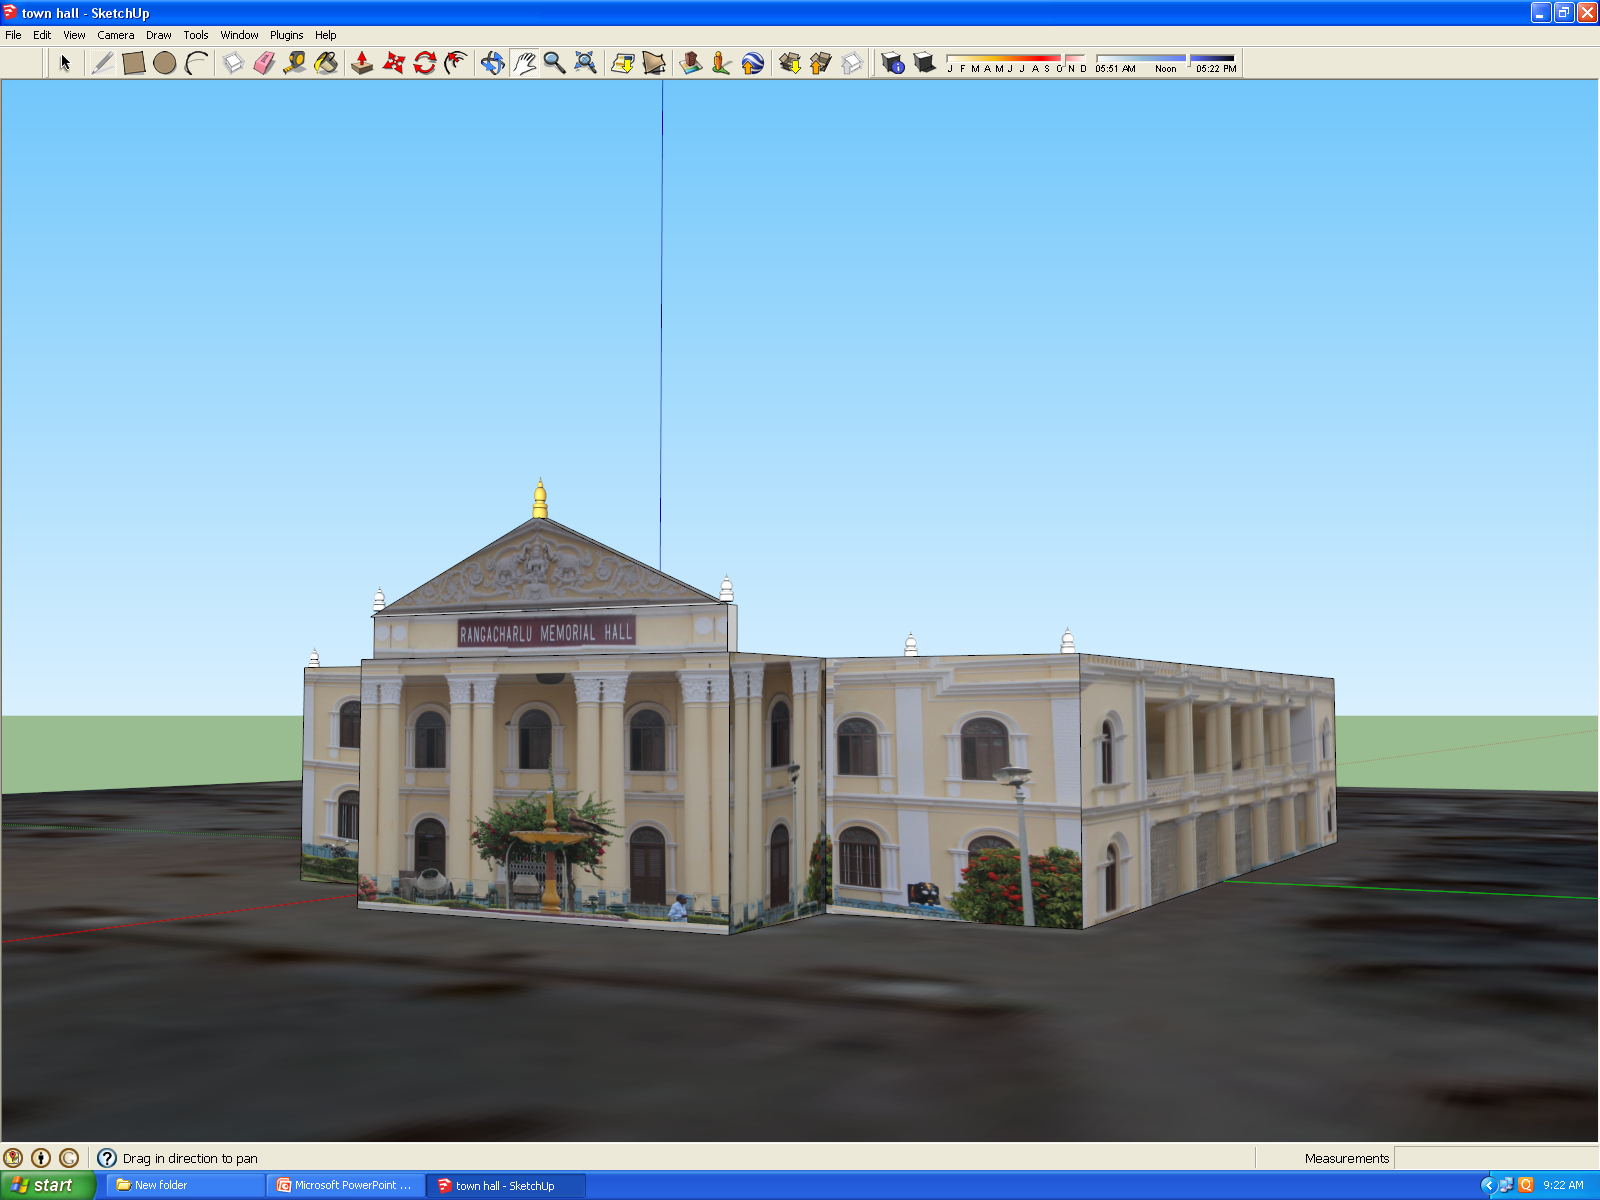 town hall - SketchUp
File Edit View Camera Draw Tools Window Plugins Help
J F M A M J J A S O N D 05:51 AM Noon 05:22 PM
RANGACHARLU MEMORIAL HALL
Drag in direction to pan
Measurements
start New folder Microsoft PowerPoint ... town hall - SketchUp 9:22 AM